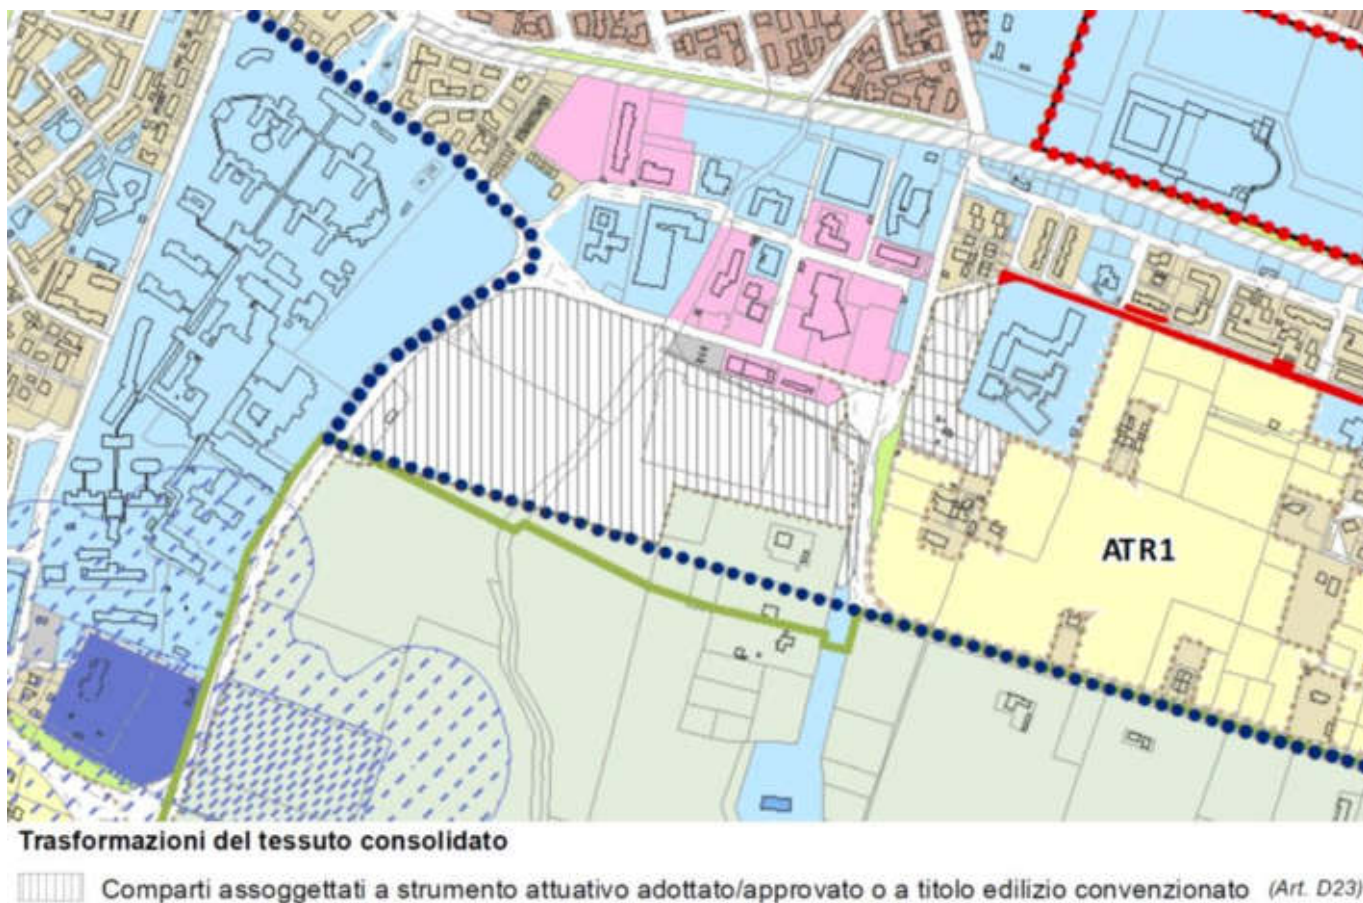 ATR1
Trasformazioni del tessuto consolidato
Comparti assoggettati a strumento attuativo adottato/approvato o a titolo edilizio convenzionato (Art. D23)